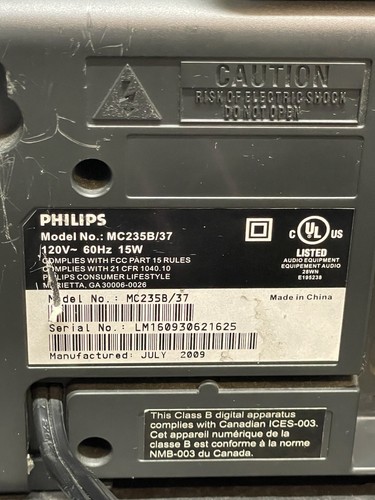 CAUTION
RISK OF ELECTRIC SHOCK
DO NOT OPEN
PHILIPS
Model No.: MC235B/37
120V~ 60Hz 15W
COMPLIES WITH FCC PART 15 RULES
COMPLIES WITH 21 CFR 1040.10
PHILIPS CONSUMER LIFESTYLE
MARIETTA, GA 30006-0026
C UL US
LISTED
AUDIO EQUIPMENT
EQUIPEMENT AUDIO
28WN
E195238
Model No.: MC235B/37
Made in China
Serial No.: LM160930621625
Manufactured: JULY 2009
This Class B digital apparatus
complies with Canadian ICES-003.
Cet appareil numérique de la
classe B est conforme à la norme
NMB-003 du Canada.